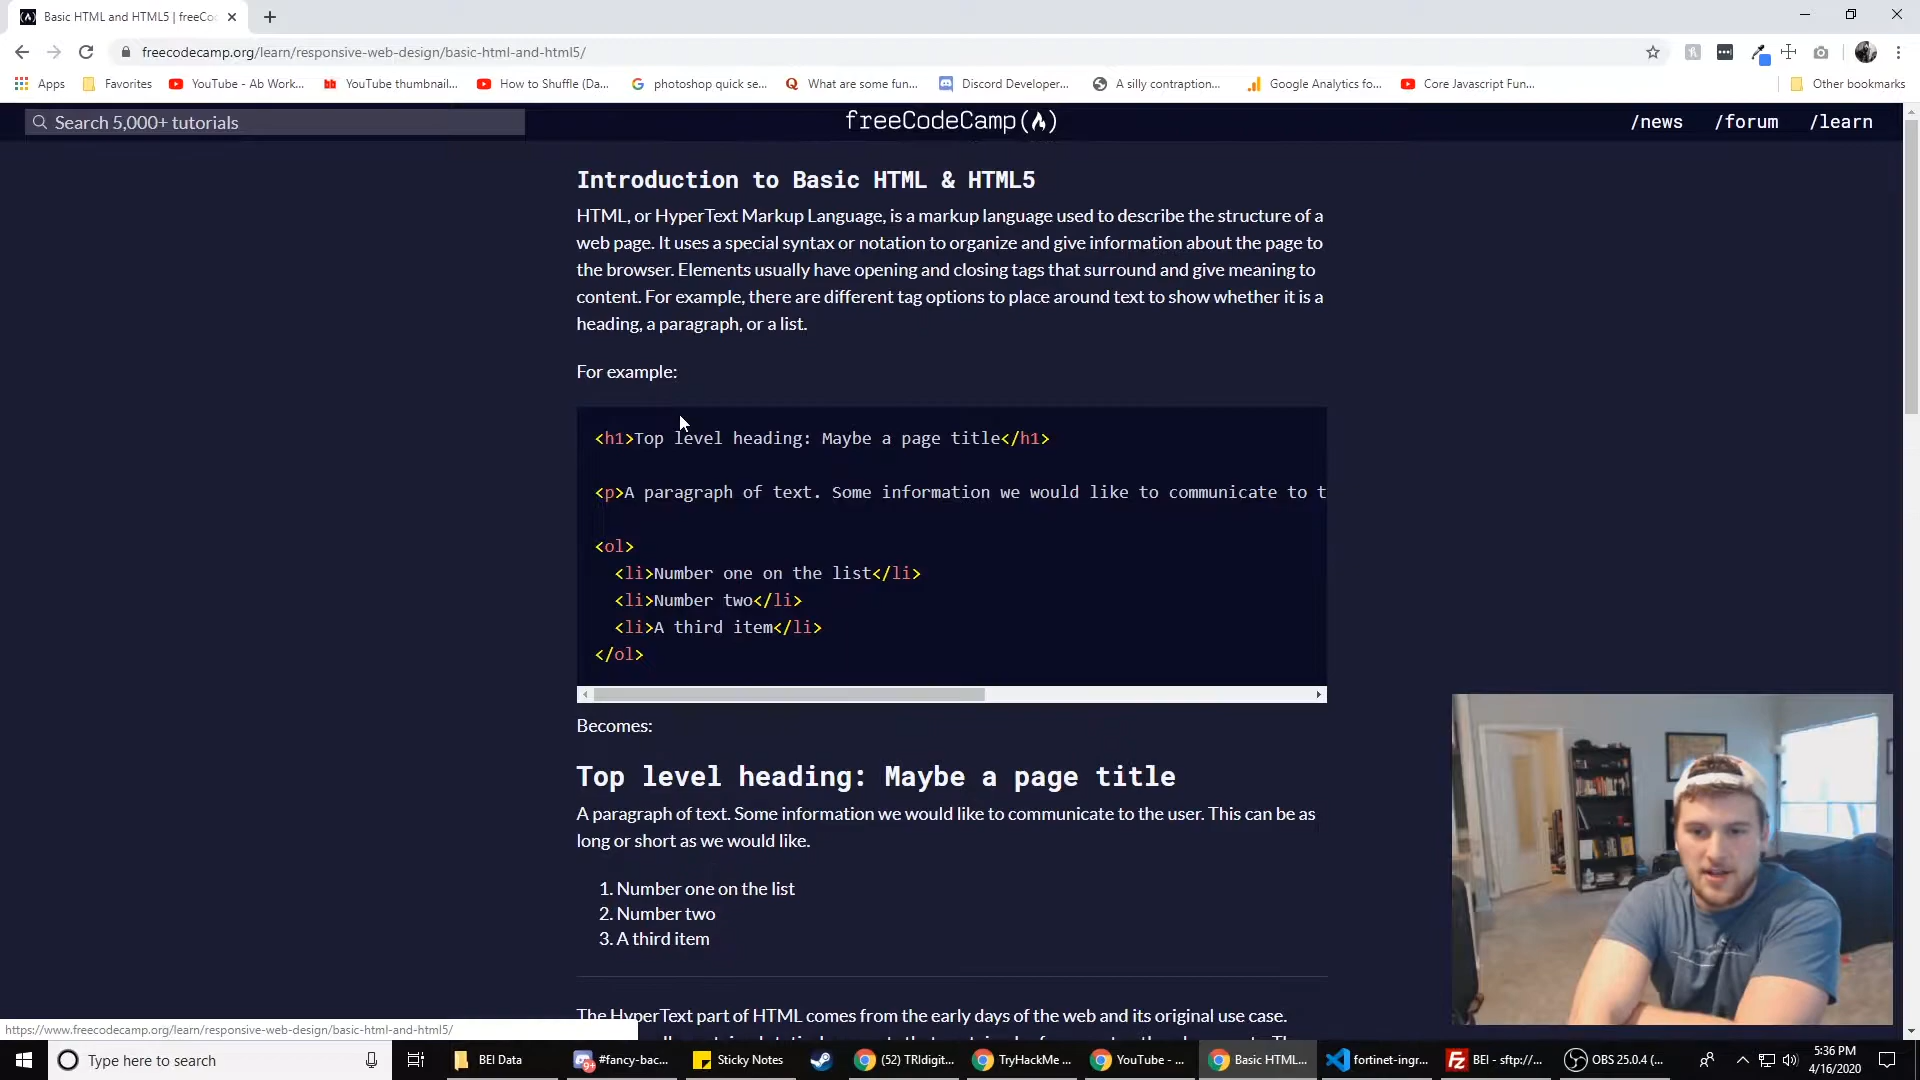 Basic HTML and HTML5 | freeCo
freecodecamp.org/learn/responsive-web-design/basic-html-and-html5/
Apps
Favorites
YouTube - Ab Work...
YouTube thumbnail...
How to Shuffle (Da...
photoshop quick se...
What are some fun...
Discord Developer...
A silly contraption...
Google Analytics fo...
Core Javascript Fun...
Other bookmarks
Search 5,000+ tutorials
freeCodeCamp
/news
/forum
/learn
Introduction to Basic HTML & HTML5
HTML, or HyperText Markup Language, is a markup language used to describe the structure of a
web page. It uses a special syntax or notation to organize and give information about the page to
the browser. Elements usually have opening and closing tags that surround and give meaning to
content. For example, there are different tag options to place around text to show whether it is a
heading, a paragraph, or a list.
For example:
<h1>Top level heading: Maybe a page title</h1>
<p>A paragraph of text. Some information we would like to communicate to t
<ol>
<li>Number one on the list</li>
<li>Number two</li>
<li>A third item</li>
</ol>
Becomes:
Top level heading: Maybe a page title
A paragraph of text. Some information we would like to communicate to the user. This can be as
long or short as we would like.
1. Number one on the list
2. Number two
3. A third item
The HyperText part of HTML comes from the early days of the web and its original use case.
https://www.freecodecamp.org/learn/responsive-web-design/basic-html-and-html5/
Type here to search
BEI Data
#fancy-bac...
Sticky Notes
(52) TRIdigit...
TryHackMe ...
YouTube - ...
Basic HTML...
fortinet-ingr...
BEI - sftp://...
OBS 25.0.4 (...
5:36 PM
4/16/2020